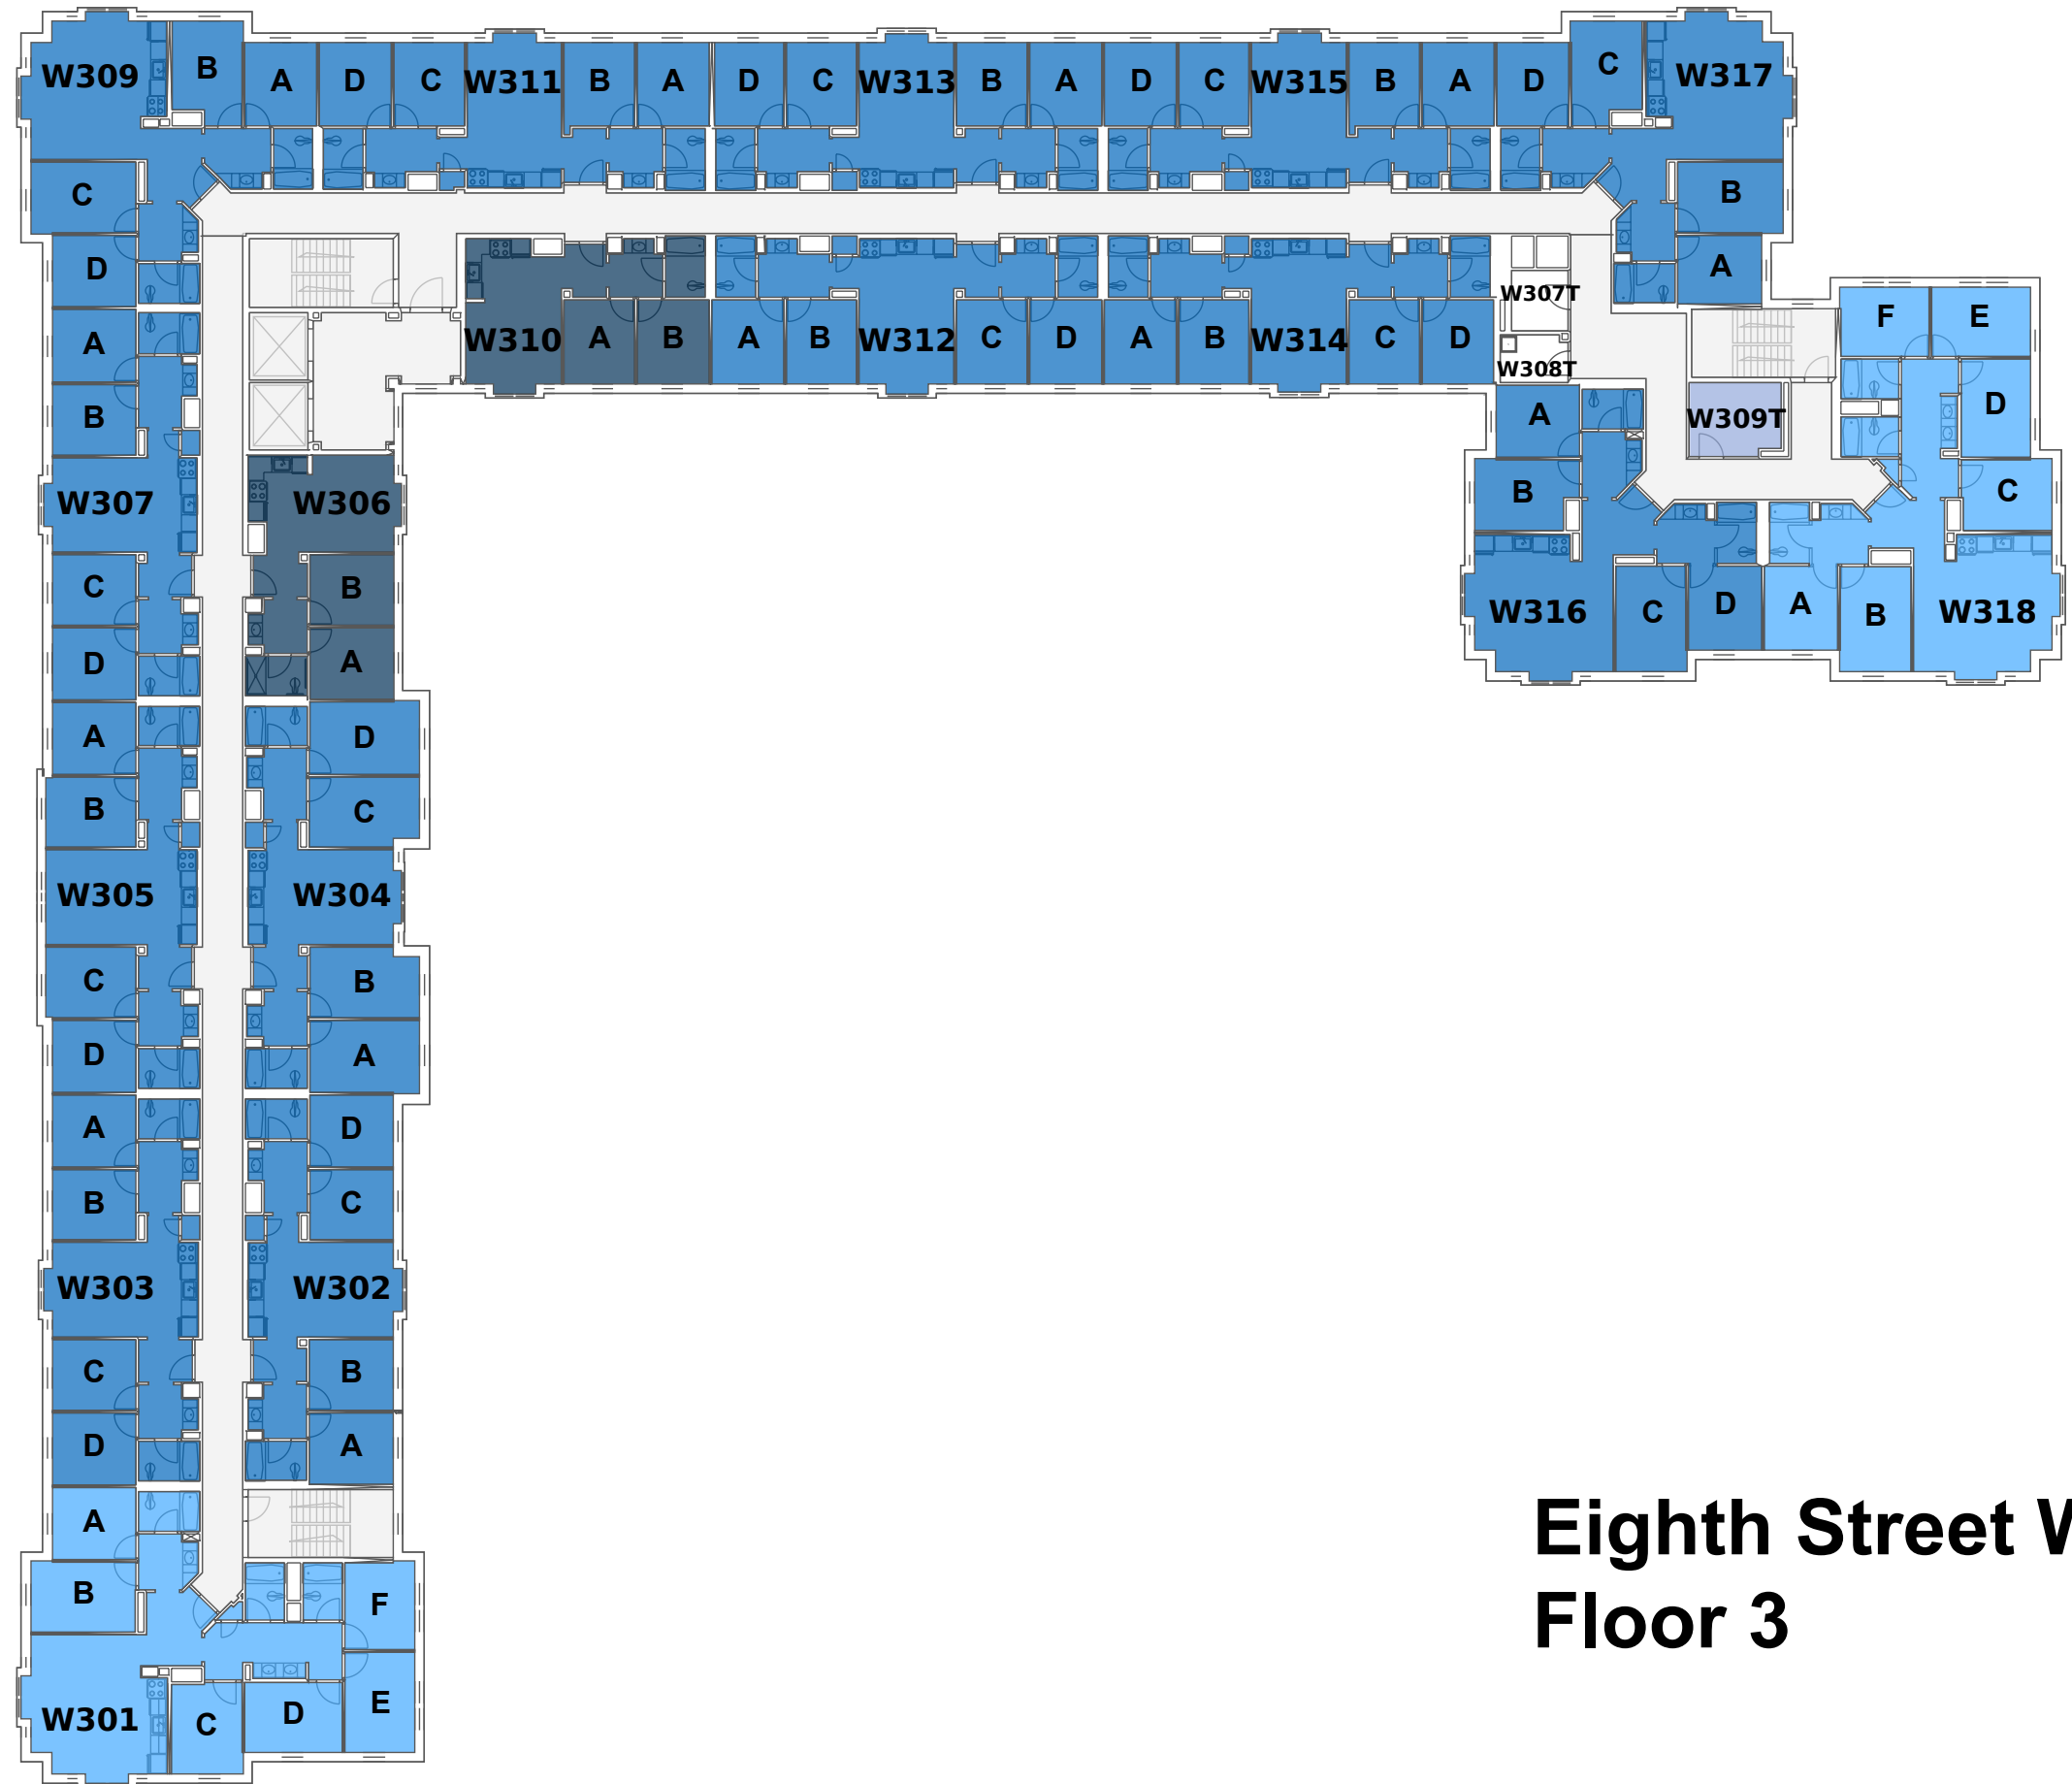 W309 B A D C W311 B A D C W313 B A D C W315 B A D C W317
C B
D A
W307T
F E
A W310 A B A B W312 C D A B W314 C D
W308T
B A W309T D
W307 W306 B C
C B
D A W316 C D A B W318
A D
B C
W305 W304
C B
D A
A D
B C
W303 W302
C B
D A
A
B F
W301 C D E
Eighth Street W
Floor 3